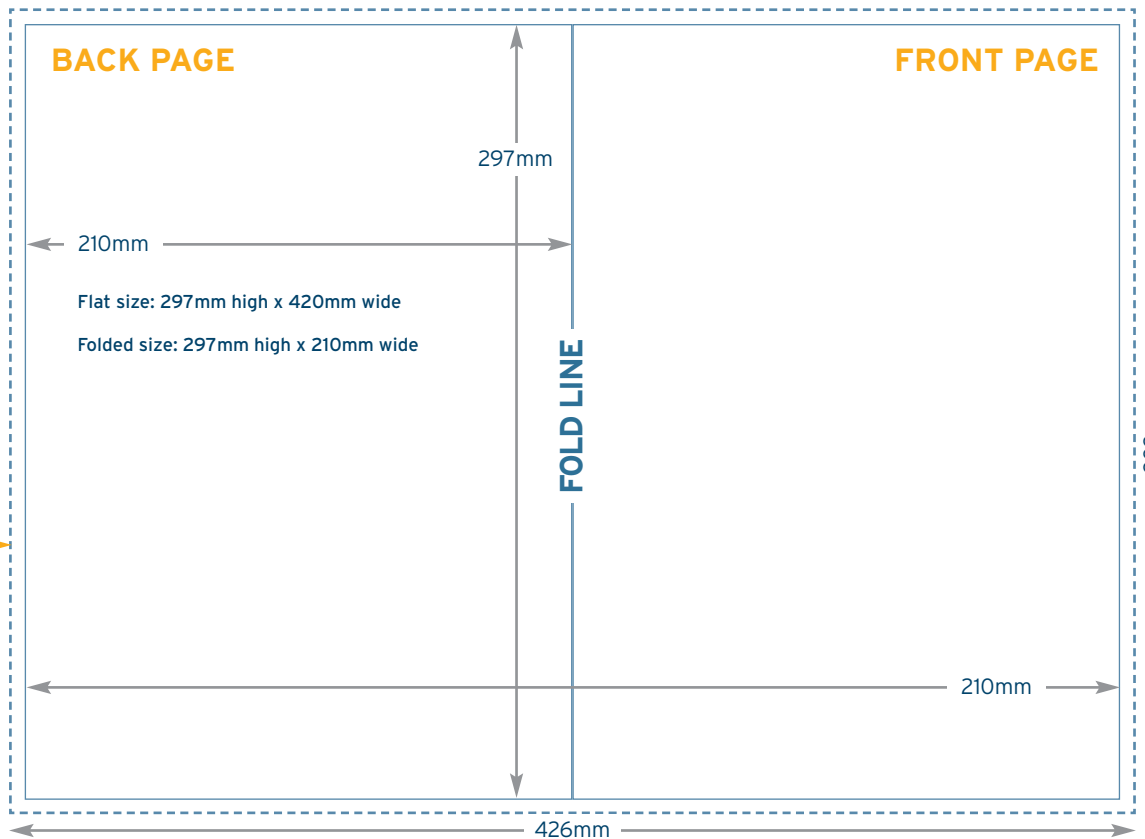 BACK PAGE
FRONT PAGE
297mm
210mm
Flat size: 297mm high x 420mm wide
Folded size: 297mm high x 210mm wide
FOLD LINE
210mm
426mm